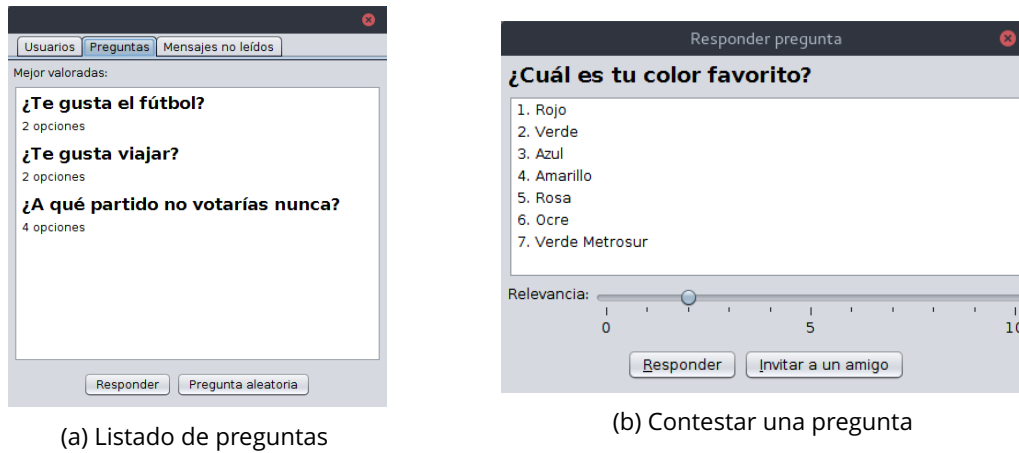 Usuarios Preguntas Mensajes no leídos
Mejor valoradas:
¿Te gusta el fútbol?
2 opciones
¿Te gusta viajar?
2 opciones
¿A qué partido no votarías nunca?
4 opciones
Responder Pregunta aleatoria
(a) Listado de preguntas
Responder pregunta
¿Cuál es tu color favorito?
1. Rojo
2. Verde
3. Azul
4. Amarillo
5. Rosa
6. Ocre
7. Verde Metrosur
Relevancia:
0 5 10
Responder Invitar a un amigo
(b) Contestar una pregunta